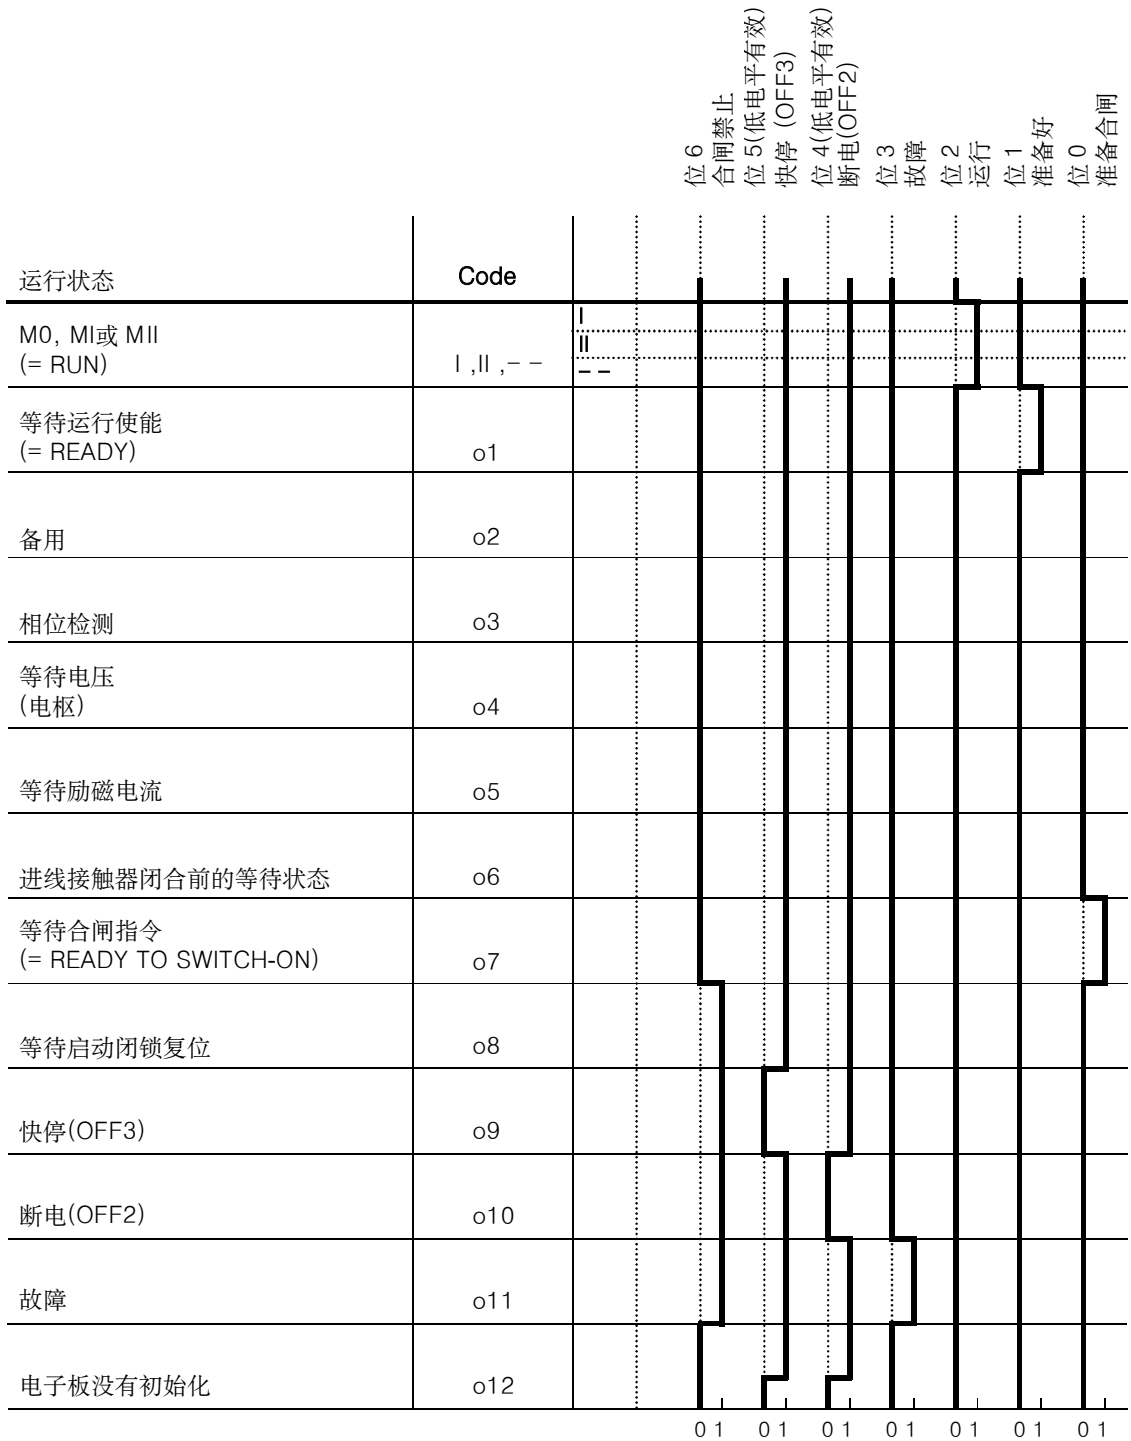 位 6
合闸禁止
位 5(低电平有效)
快停 (OFF3)
位 4(低电平有效)
断电(OFF2)
位 3
故障
位 2
运行
位 1
准备好
位 0
准备合闸
运行状态 Code
M0, MI或 MII
(= RUN) I ,II ,– –
I
II
– –
等待运行使能
(= READY) o1
备用 o2
相位检测 o3
等待电压
(电枢) o4
等待励磁电流 o5
进线接触器闭合前的等待状态 o6
等待合闸指令
(= READY TO SWITCH-ON) o7
等待启动闭锁复位 o8
快停(OFF3) o9
断电(OFF2) o10
故障 o11
电子板没有初始化 o12
0 1 0 1 0 1 0 1 0 1 0 1 0 1